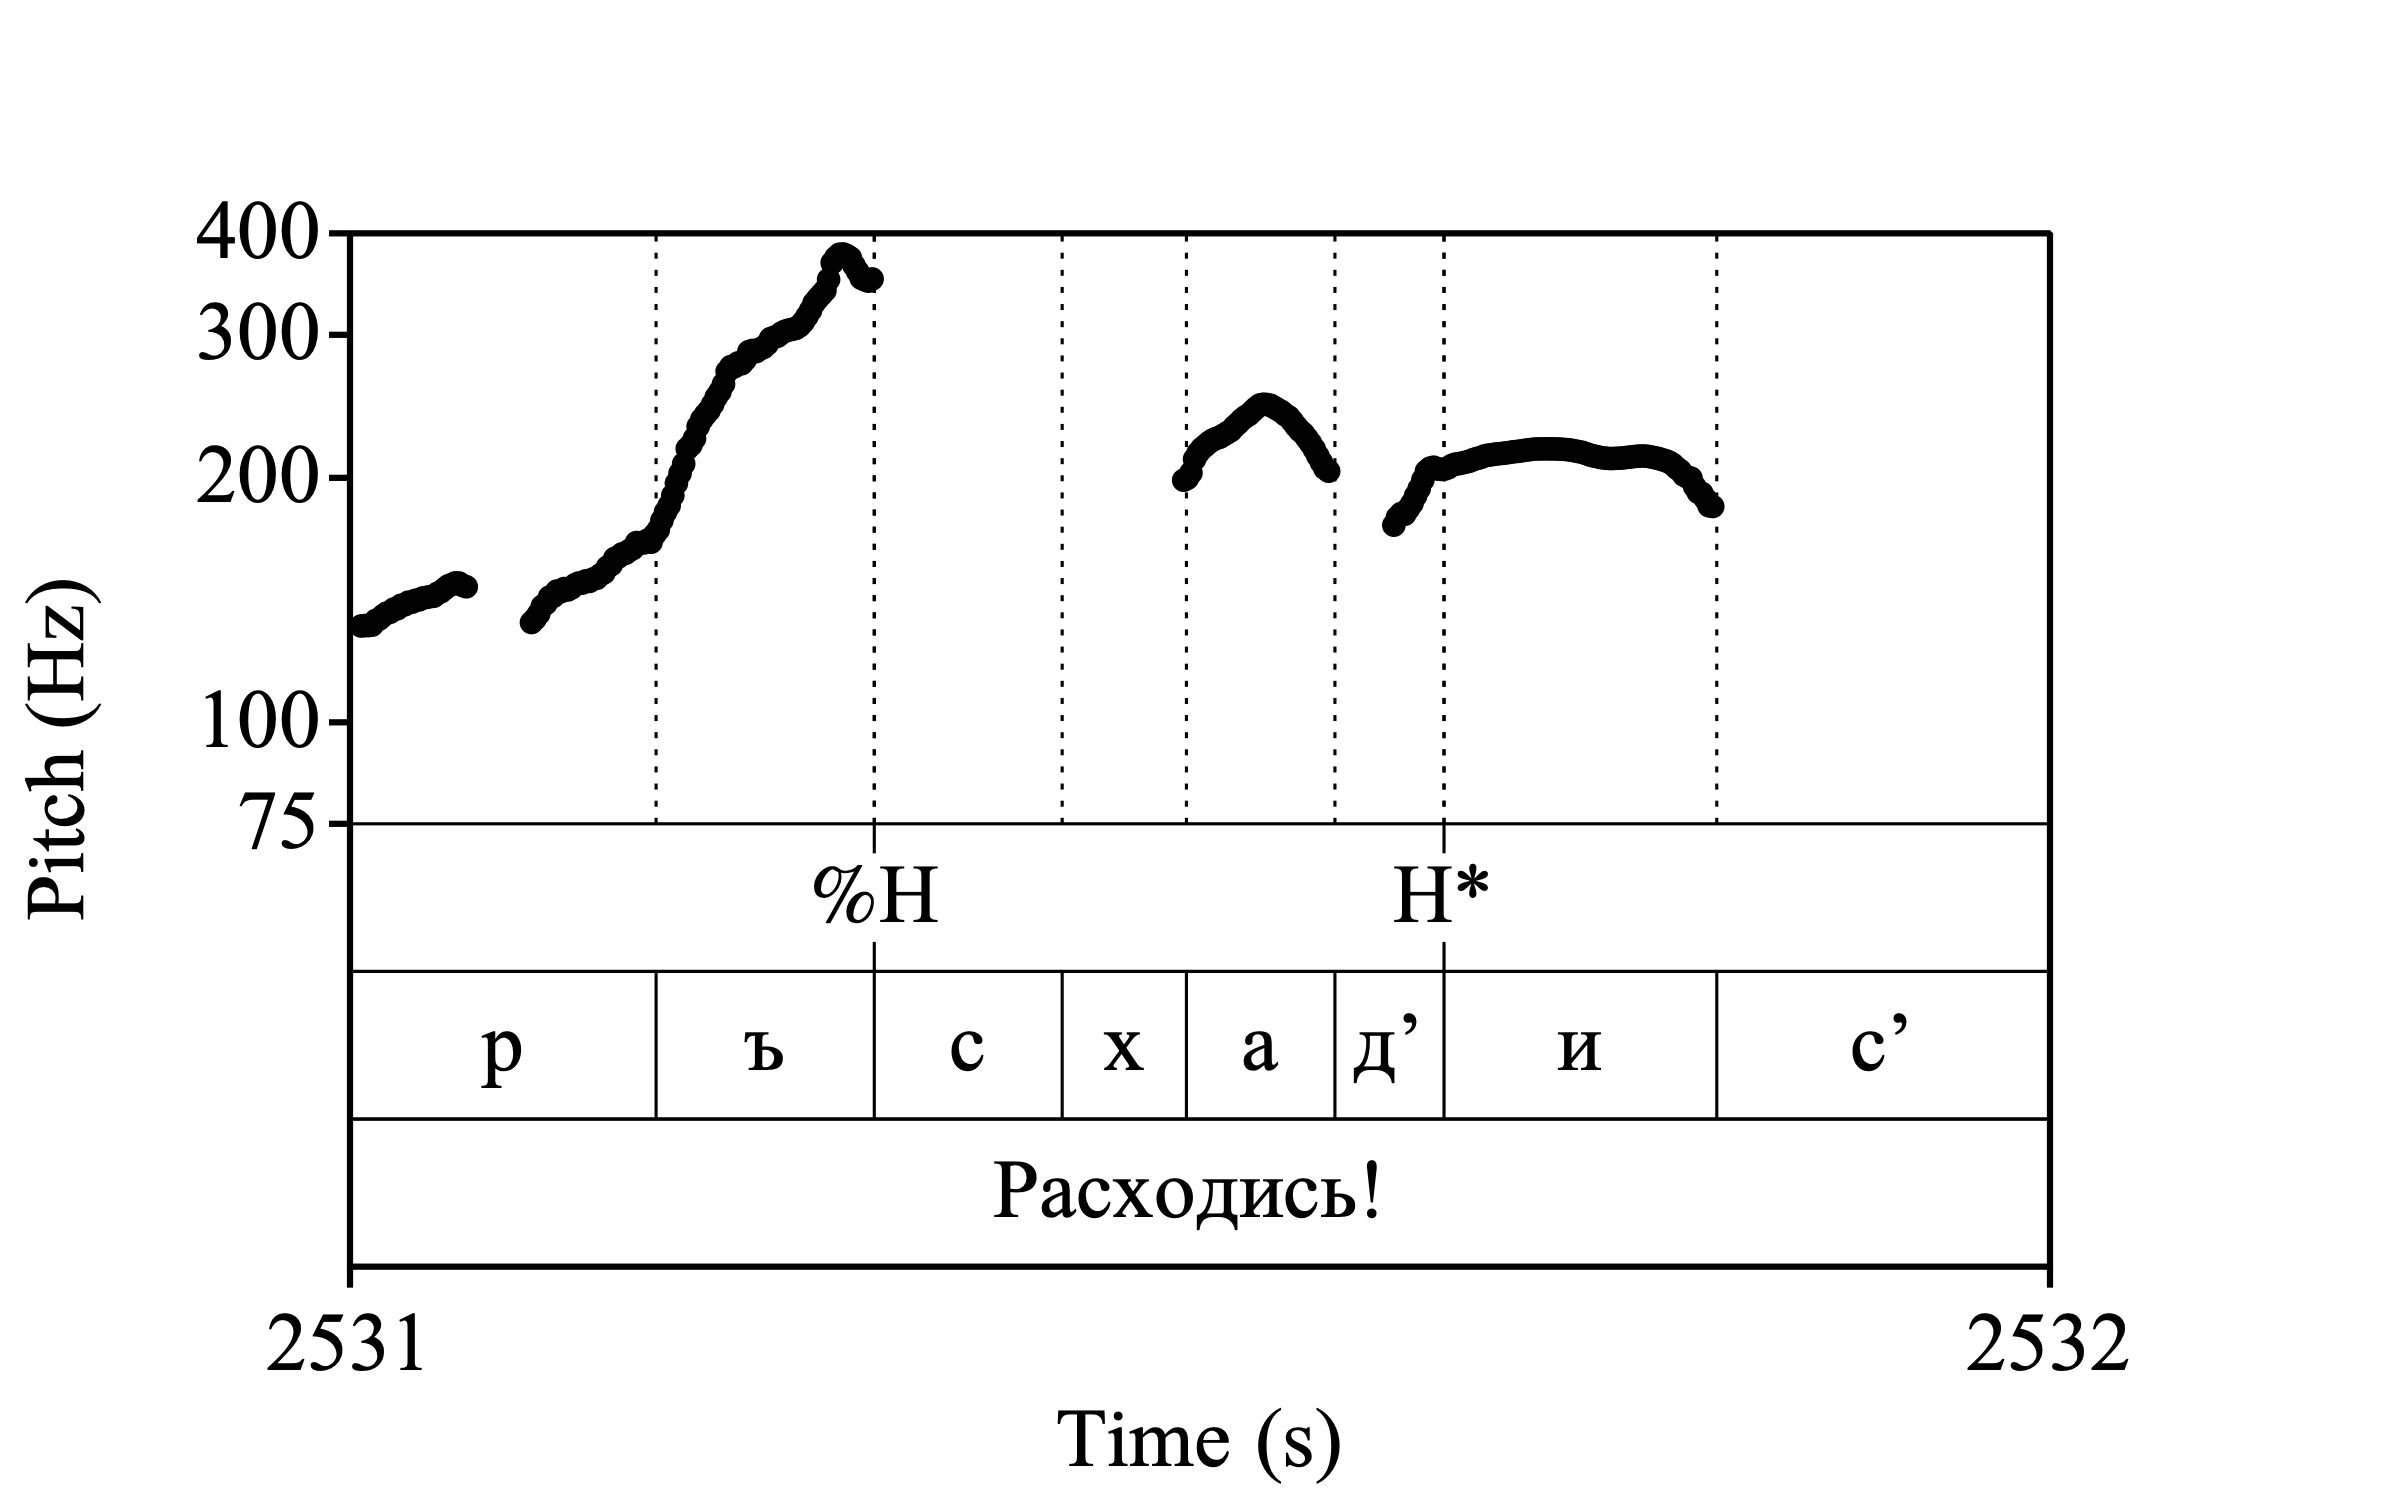 400
300
200
100
75
Pitch (Hz)
%H H*
р ъ с х а д’ и с’
Расходись!
2531 2532
Time (s)